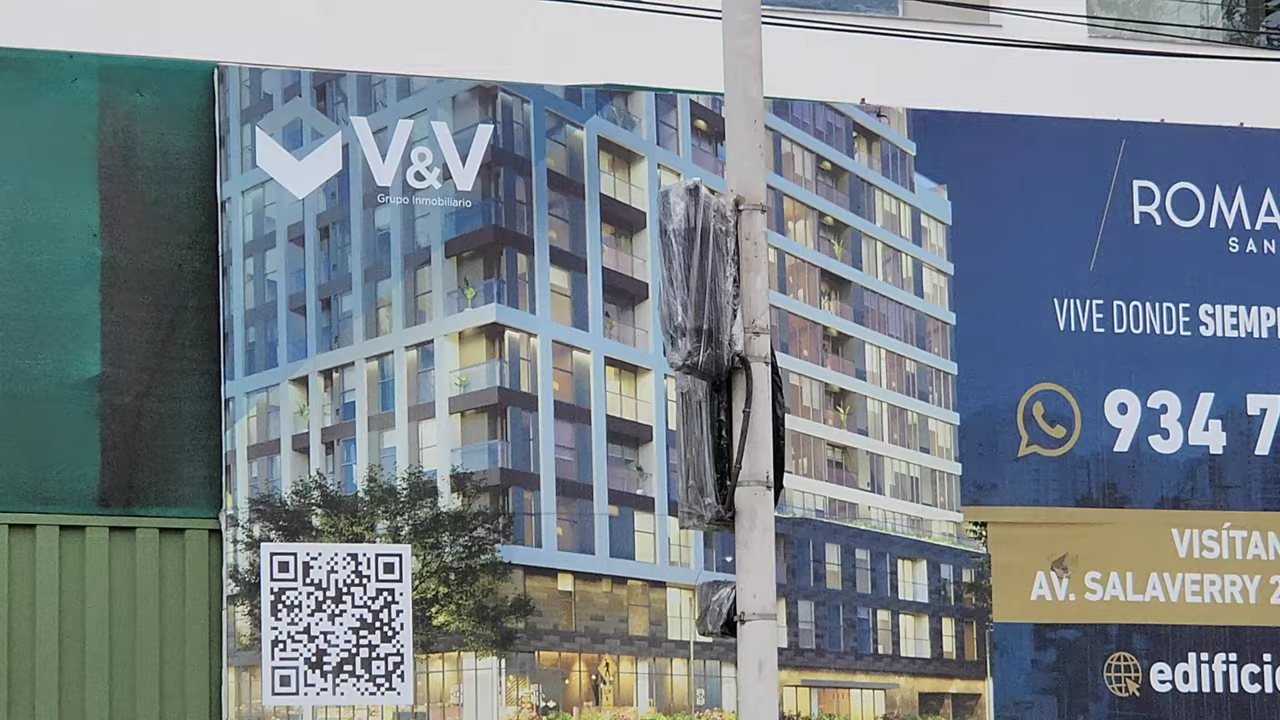 V&V
Grupo Inmobiliario
ROMA
SAN
VIVE DONDE SIEMP
934 7
VISÍTAN
AV. SALAVERRY 2
edifici